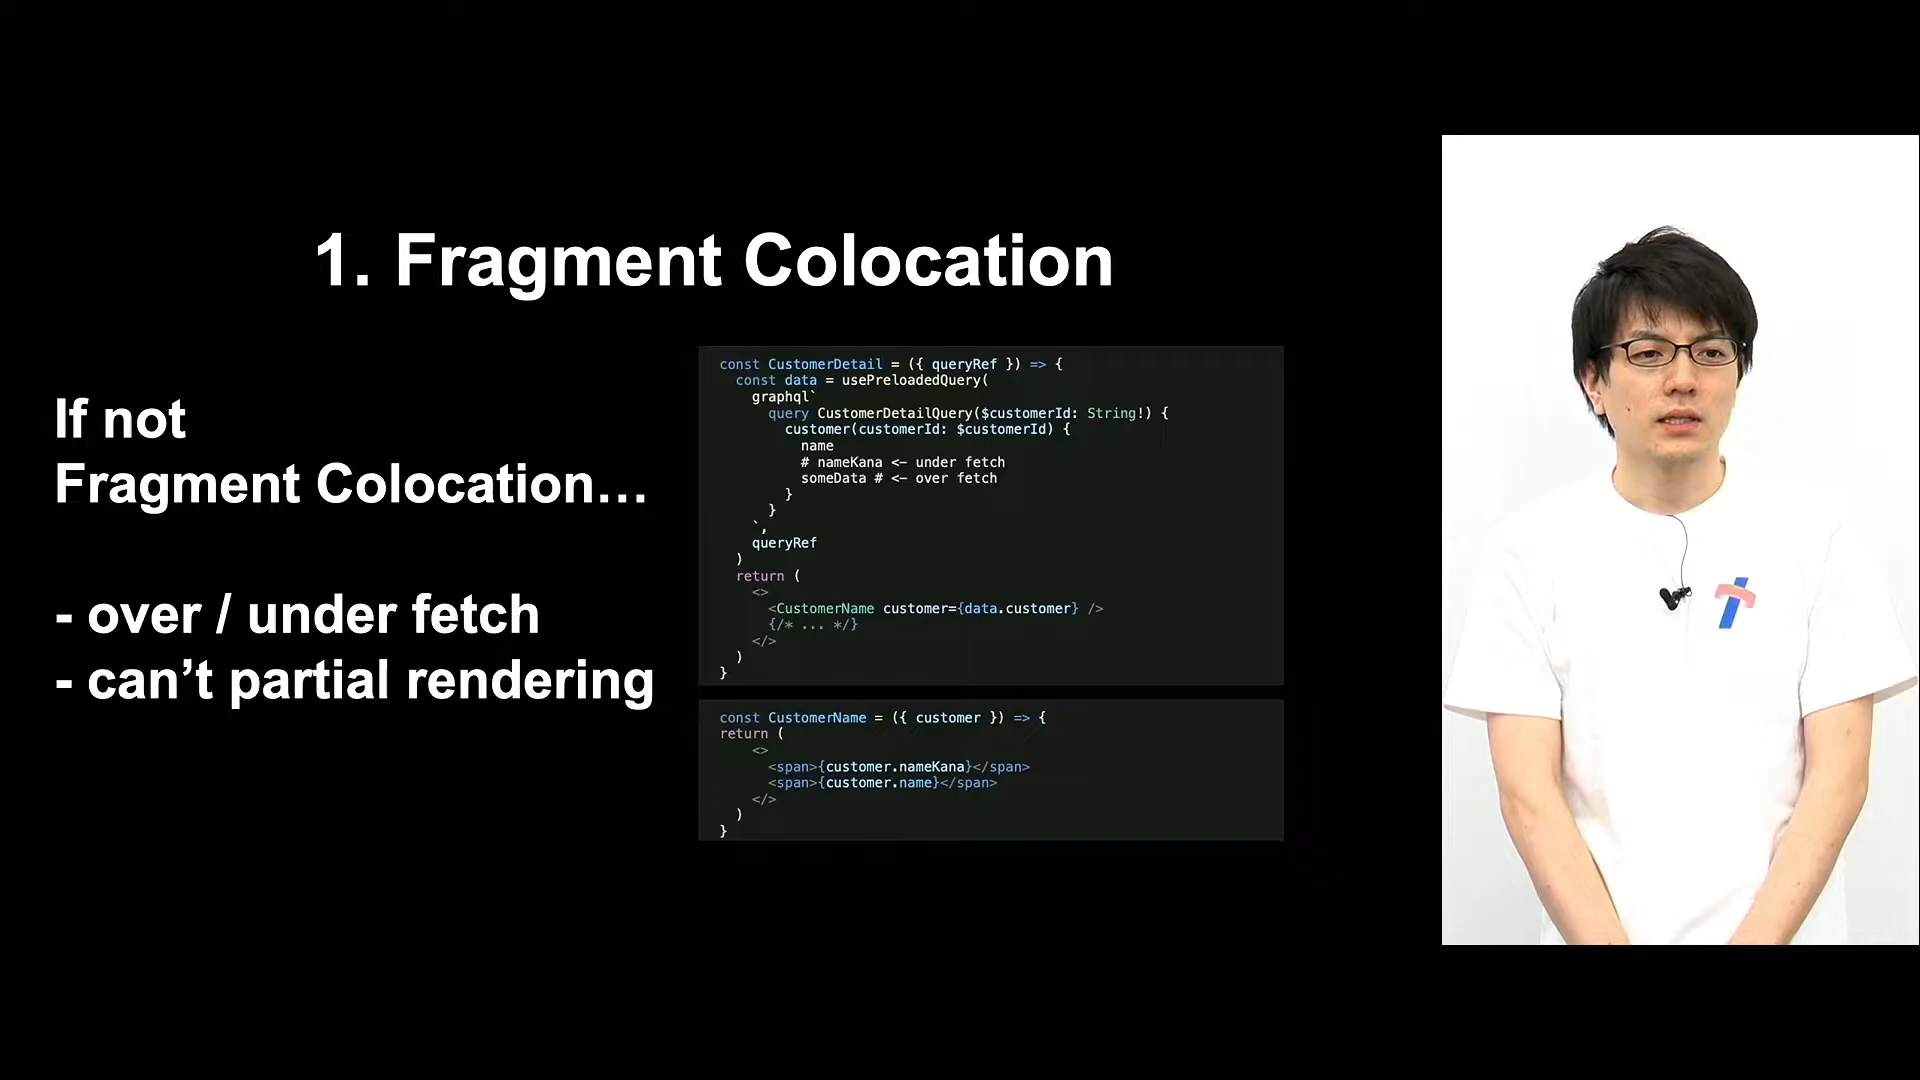 1. Fragment Colocation
If not
Fragment Colocation…
- over / under fetch
- can’t partial rendering
const CustomerDetail = ({ queryRef }) => {
const data = usePreloadedQuery(
graphql`
query CustomerDetailQuery($customerId: String!) {
customer(customerId: $customerId) {
name
# nameKana <- under fetch
someData # <- over fetch
}
}
`,
queryRef
)
return (
<>
<CustomerName customer={data.customer} />
{/* ... */}
</>
)
}
const CustomerName = ({ customer }) => {
return (
<>
<span>{customer.nameKana}</span>
<span>{customer.name}</span>
</>
)
}